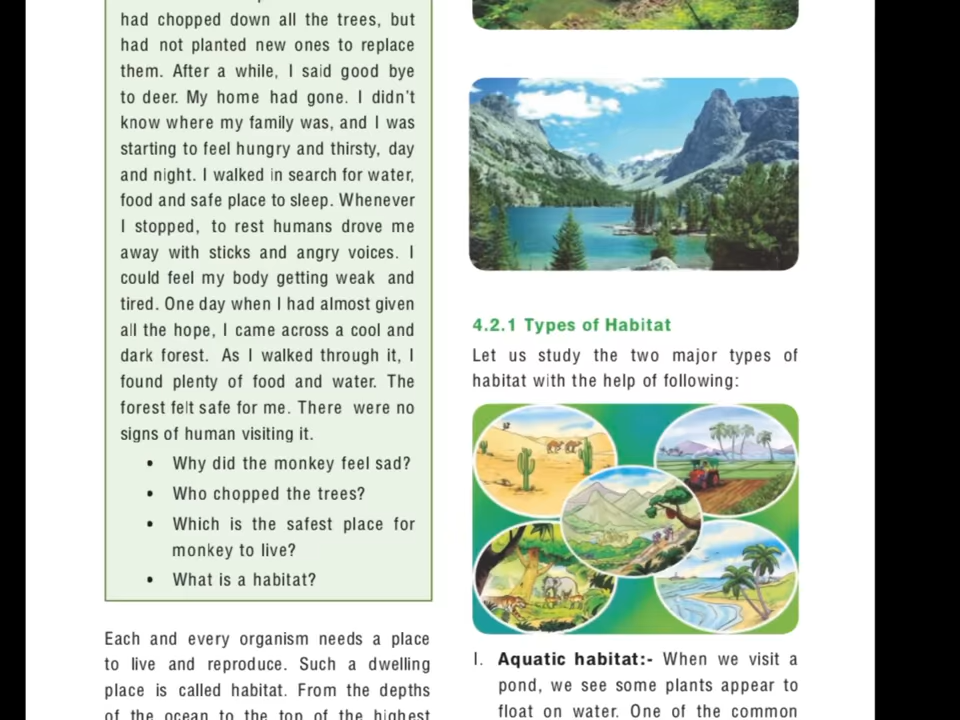 had chopped down all the trees, but
had not planted new ones to replace
them. After a while, I said good bye
to deer. My home had gone. I didn't
know where my family was, and I was
starting to feel hungry and thirsty, day
and night. I walked in search for water,
food and safe place to sleep. Whenever
I stopped, to rest humans drove me
away with sticks and angry voices. I
could feel my body getting weak and
tired. One day when I had almost given
all the hope, I came across a cool and
dark forest. As I walked through it, I
found plenty of food and water. The
forest felt safe for me. There were no
signs of human visiting it.
• Why did the monkey feel sad?
• Who chopped the trees?
• Which is the safest place for
monkey to live?
• What is a habitat?
Each and every organism needs a place
to live and reproduce. Such a dwelling
place is called habitat. From the depths
of the ocean to the top of the highest
4.2.1 Types of Habitat
Let us study the two major types of
habitat with the help of following:
I. Aquatic habitat:- When we visit a
pond, we see some plants appear to
float on water. One of the common